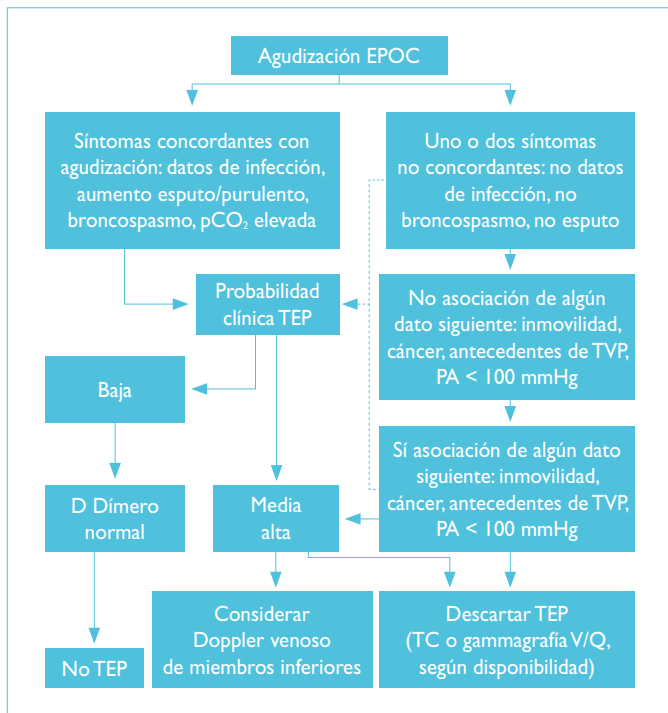 Agudización EPOC
Síntomas concordantes con
agudización: datos de infección,
aumento esputo/purulento,
broncospasmo, pCO₂ elevada
Uno o dos síntomas
no concordantes: no datos
de infección, no
broncospasmo, no esputo
Probabilidad
clínica TEP
No asociación de algún
dato siguiente: inmovilidad,
cáncer, antecedentes de TVP,
PA < 100 mmHg
Baja
Sí asociación de algún dato
siguiente: inmovilidad,
cáncer, antecedentes de TVP,
PA < 100 mmHg
D Dímero
normal
Media
alta
No TEP
Considerar
Doppler venoso
de miembros inferiores
Descartar TEP
(TC o gammagrafía V/Q,
según disponibilidad)